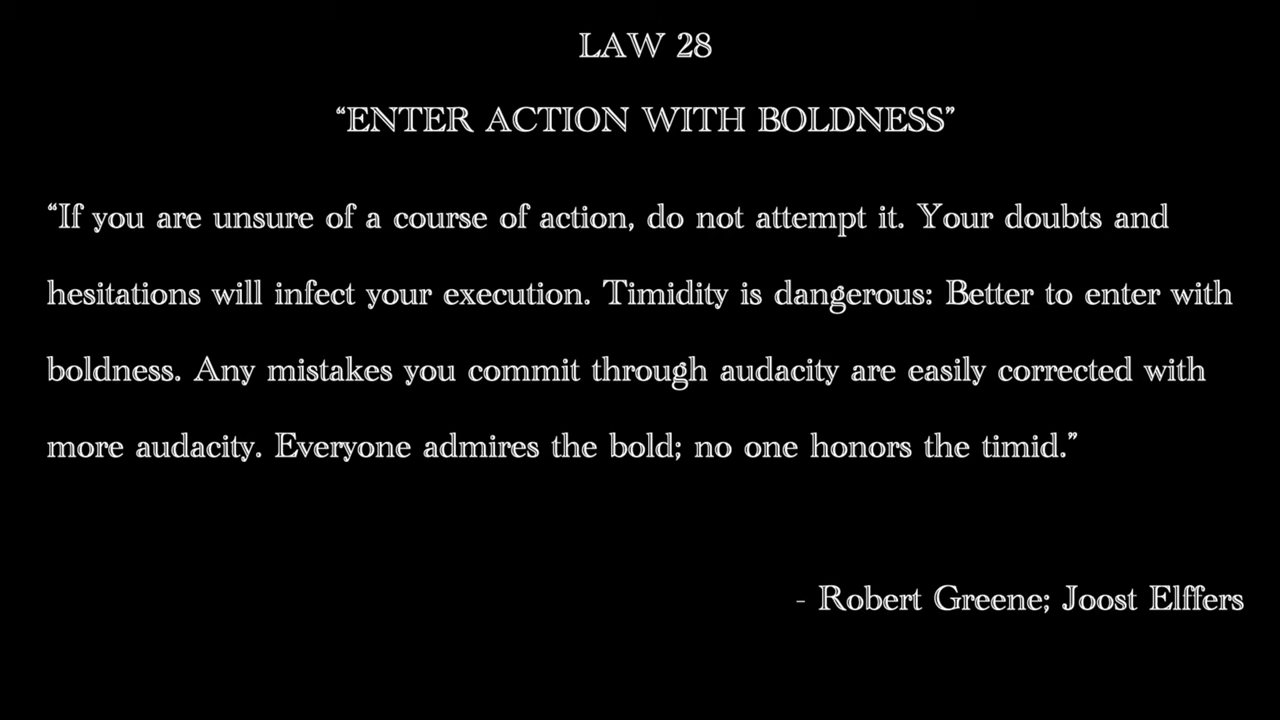 LAW 28
“ENTER ACTION WITH BOLDNESS”
“If you are unsure of a course of action, do not attempt it. Your doubts and
hesitations will infect your execution. Timidity is dangerous: Better to enter with
boldness. Any mistakes you commit through audacity are easily corrected with
more audacity. Everyone admires the bold; no one honors the timid.”
- Robert Greene; Joost Elffers